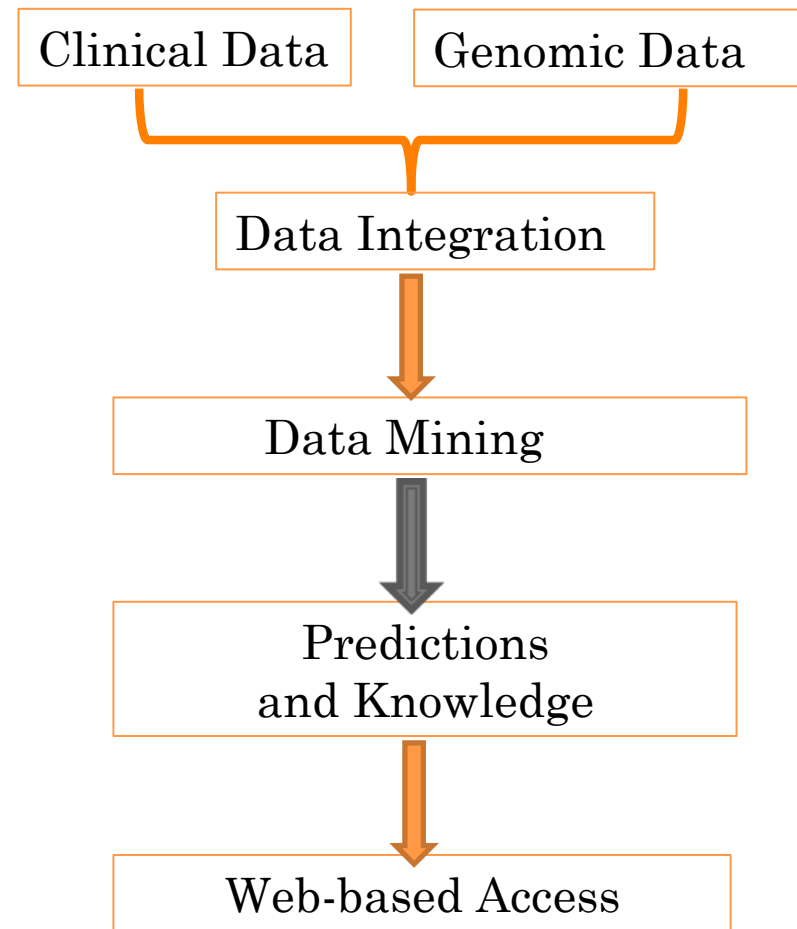 Clinical Data
Genomic Data
Data Integration
Data Mining
Predictions
and Knowledge
Web-based Access